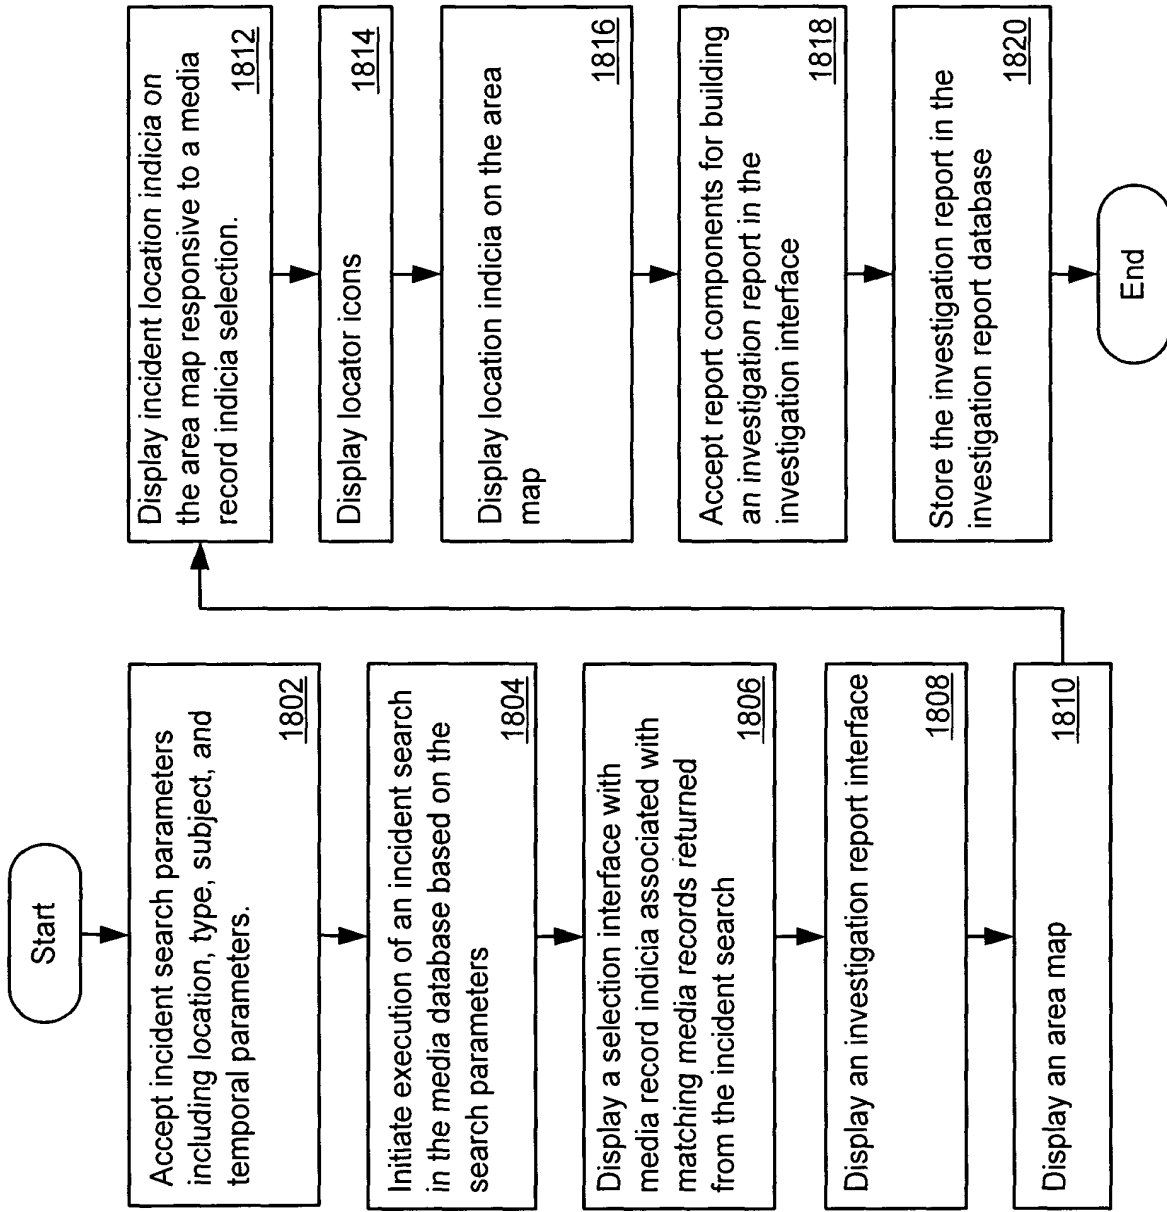 Start
Accept incident search parameters
including location, type, subject, and
temporal parameters.
1802
Initiate execution of an incident search
in the media database based on the
search parameters
1804
Display a selection interface with
media record indicia associated with
matching media records returned
from the incident search
1806
Display an investigation report interface
1808
Display an area map
1810
Display incident location indicia on
the area map responsive to a media
record indicia selection.
1812
Display locator icons
1814
Display location indicia on the area
map
1816
Accept report components for building
an investigation report in the
investigation interface
1818
Store the investigation report in the
investigation report database
1820
End